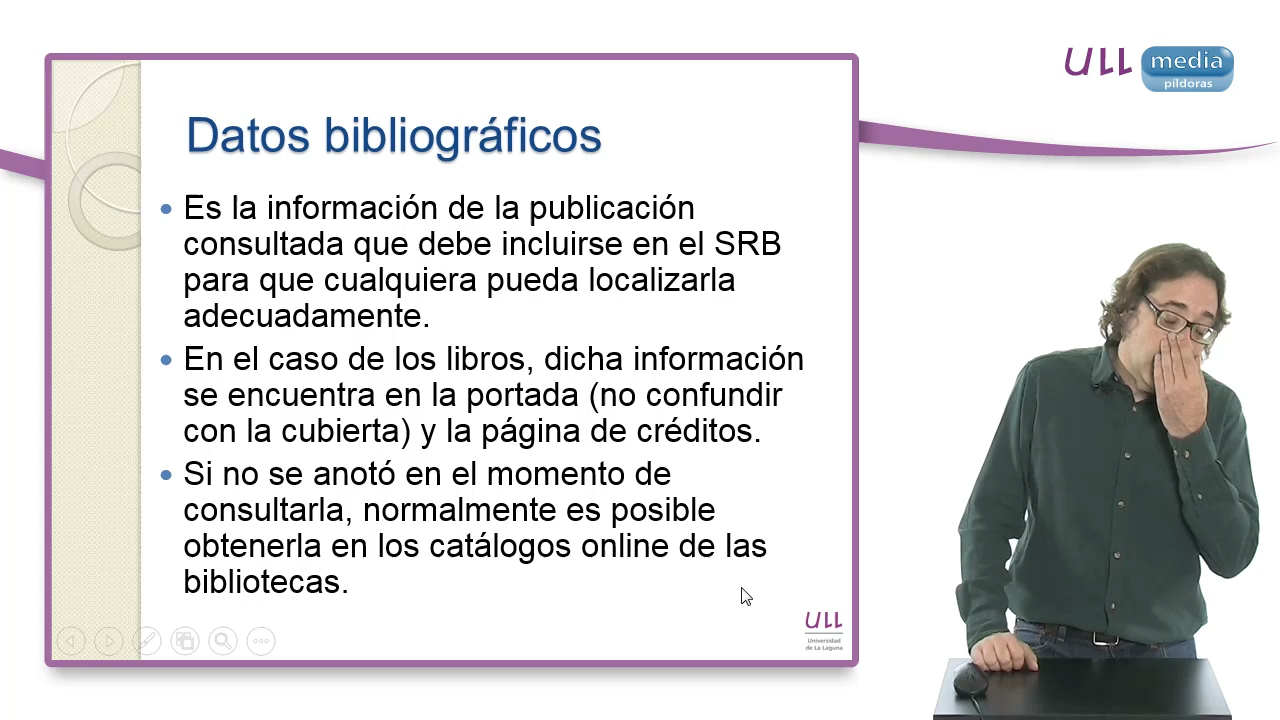 ULL media
píldoras
Datos bibliográficos
• Es la información de la publicación
consultada que debe incluirse en el SRB
para que cualquiera pueda localizarla
adecuadamente.
• En el caso de los libros, dicha información
se encuentra en la portada (no confundir
con la cubierta) y la página de créditos.
• Si no se anotó en el momento de
consultarla, normalmente es posible
obtenerla en los catálogos online de las
bibliotecas.
ULL
Universidad
de La Laguna